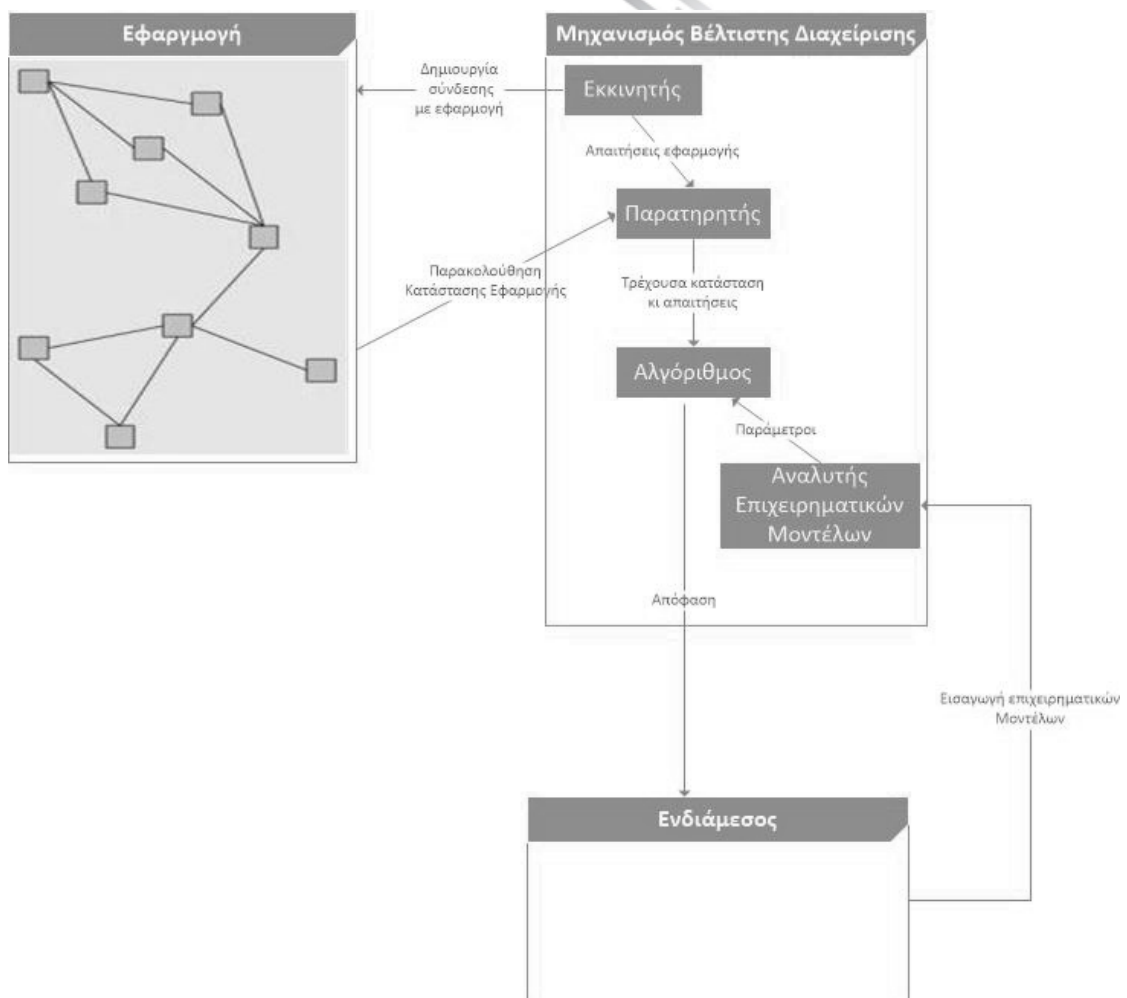 Εφαργμογή
Μηχανισμός Βέλτιστης Διαχείρισης
Δημιουργία
σύνδεσης
με εφαρμογή
Εκκινητής
Απαιτήσεις εφαρμογής
Παρατηρητής
Παρακολούθηση
Κατάστασης Εφαρμογής
Τρέχουσα κατάσταση
κι απαιτήσεις
Αλγόριθμος
Παράμετροι
Αναλυτής
Επιχειρηματικών
Μοντέλων
Απόφαση
Εισαγωγή επιχειρηματικών
Μοντέλων
Ενδιάμεσος